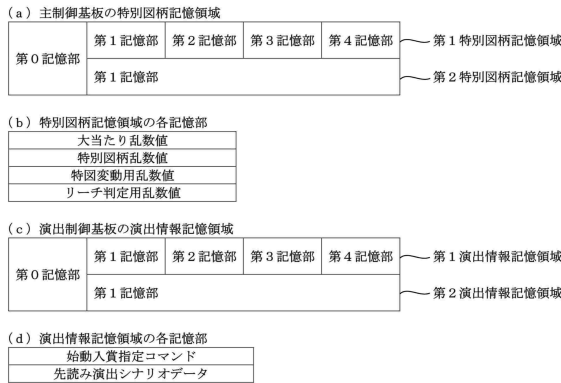 (a)主制御基板の特別図柄記憶領域
第0記憶部 第1記憶部 第2記憶部 第3記憶部 第4記憶部 第1特別図柄記憶領域
第1記憶部 第2特別図柄記憶領域
(b)特別図柄記憶領域の各記憶部
大当たり乱数値
特別図柄乱数値
特図変動用乱数値
リーチ判定用乱数値
(c)演出制御基板の演出情報記憶領域
第0記憶部 第1記憶部 第2記憶部 第3記憶部 第4記憶部 第1演出情報記憶領域
第1記憶部 第2演出情報記憶領域
(d)演出情報記憶領域の各記憶部
始動入賞指定コマンド
先読み演出シナリオデータ